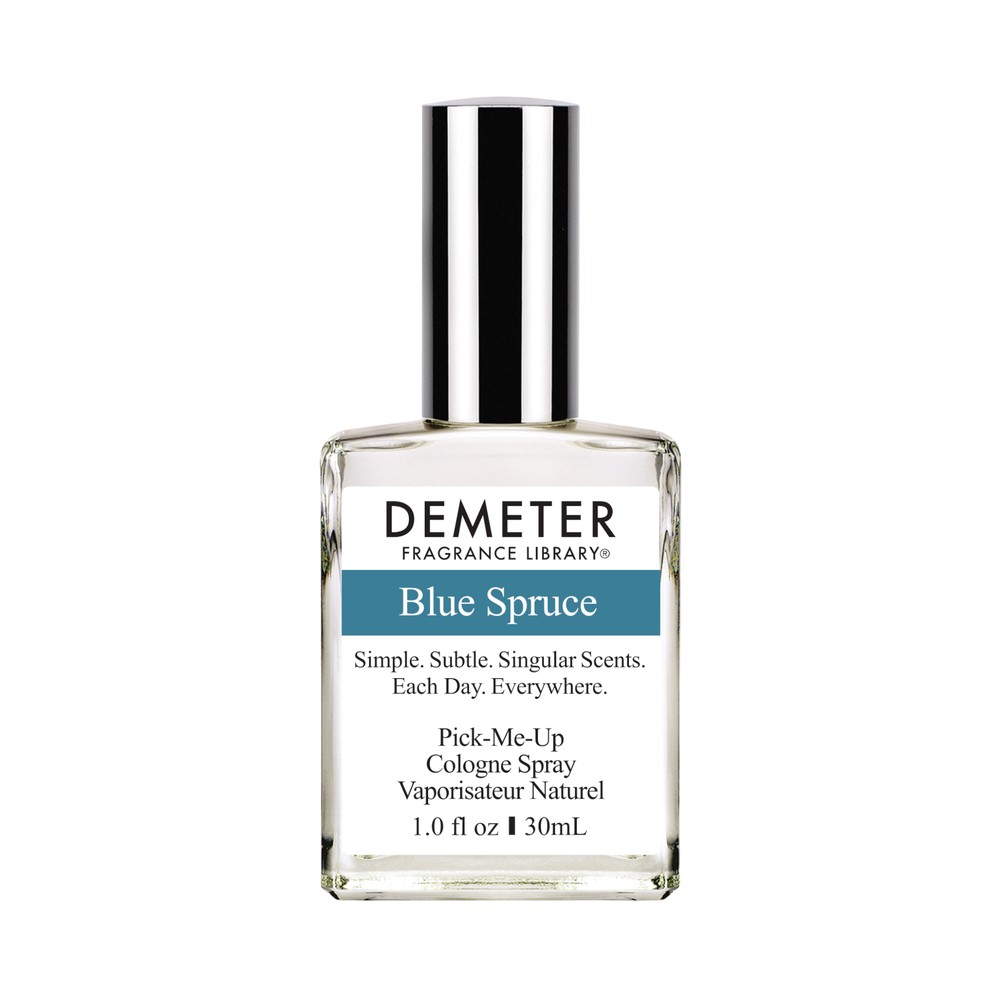 DEMETER
FRAGRANCE LIBRARY®
Blue Spruce
Simple. Subtle. Singular Scents.
Each Day. Everywhere.
Pick-Me-Up
Cologne Spray
Vaporisateur Naturel
1.0 fl oz ▮ 30mL